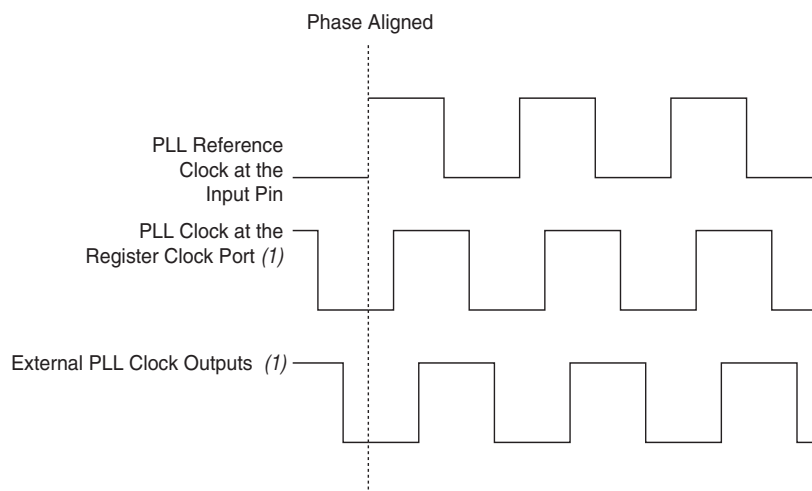 Phase Aligned
PLL Reference
Clock at the
Input Pin
PLL Clock at the
Register Clock Port (1)
External PLL Clock Outputs (1)